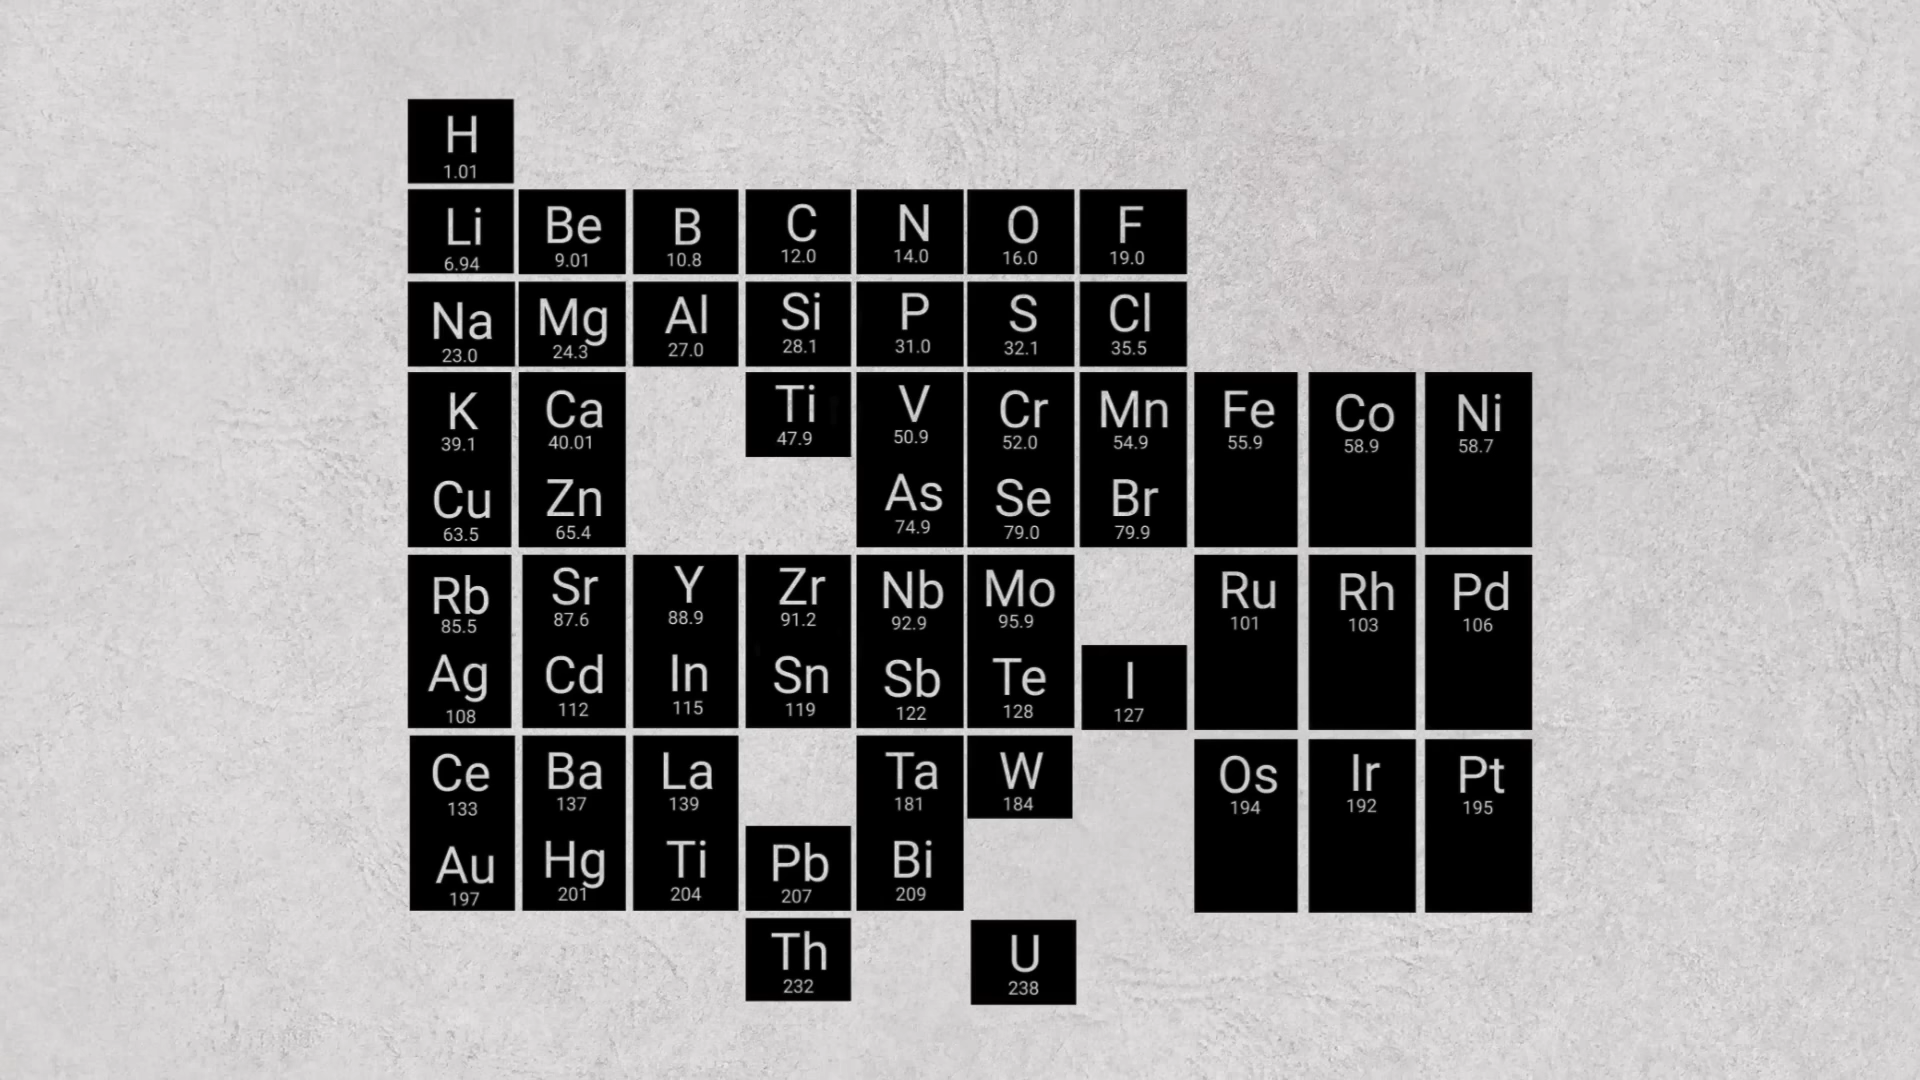 H
1.01
Li Be B C N O F
6.94 9.01 10.8 12.0 14.0 16.0 19.0
Na Mg Al Si P S Cl
23.0 24.3 27.0 28.1 31.0 32.1 35.5
K Ca Ti V Cr Mn Fe Co Ni
39.1 40.01 47.9 50.9 52.0 54.9 55.9 58.9 58.7
Cu Zn As Se Br
63.5 65.4 74.9 79.0 79.9
Rb Sr Y Zr Nb Mo Ru Rh Pd
85.5 87.6 88.9 91.2 92.9 95.9 101 103 106
Ag Cd In Sn Sb Te I
108 112 115 119 122 128 127
Ce Ba La Ta W Os Ir Pt
133 137 139 181 184 194 192 195
Au Hg Ti Pb Bi
197 201 204 207 209
Th U
232 238